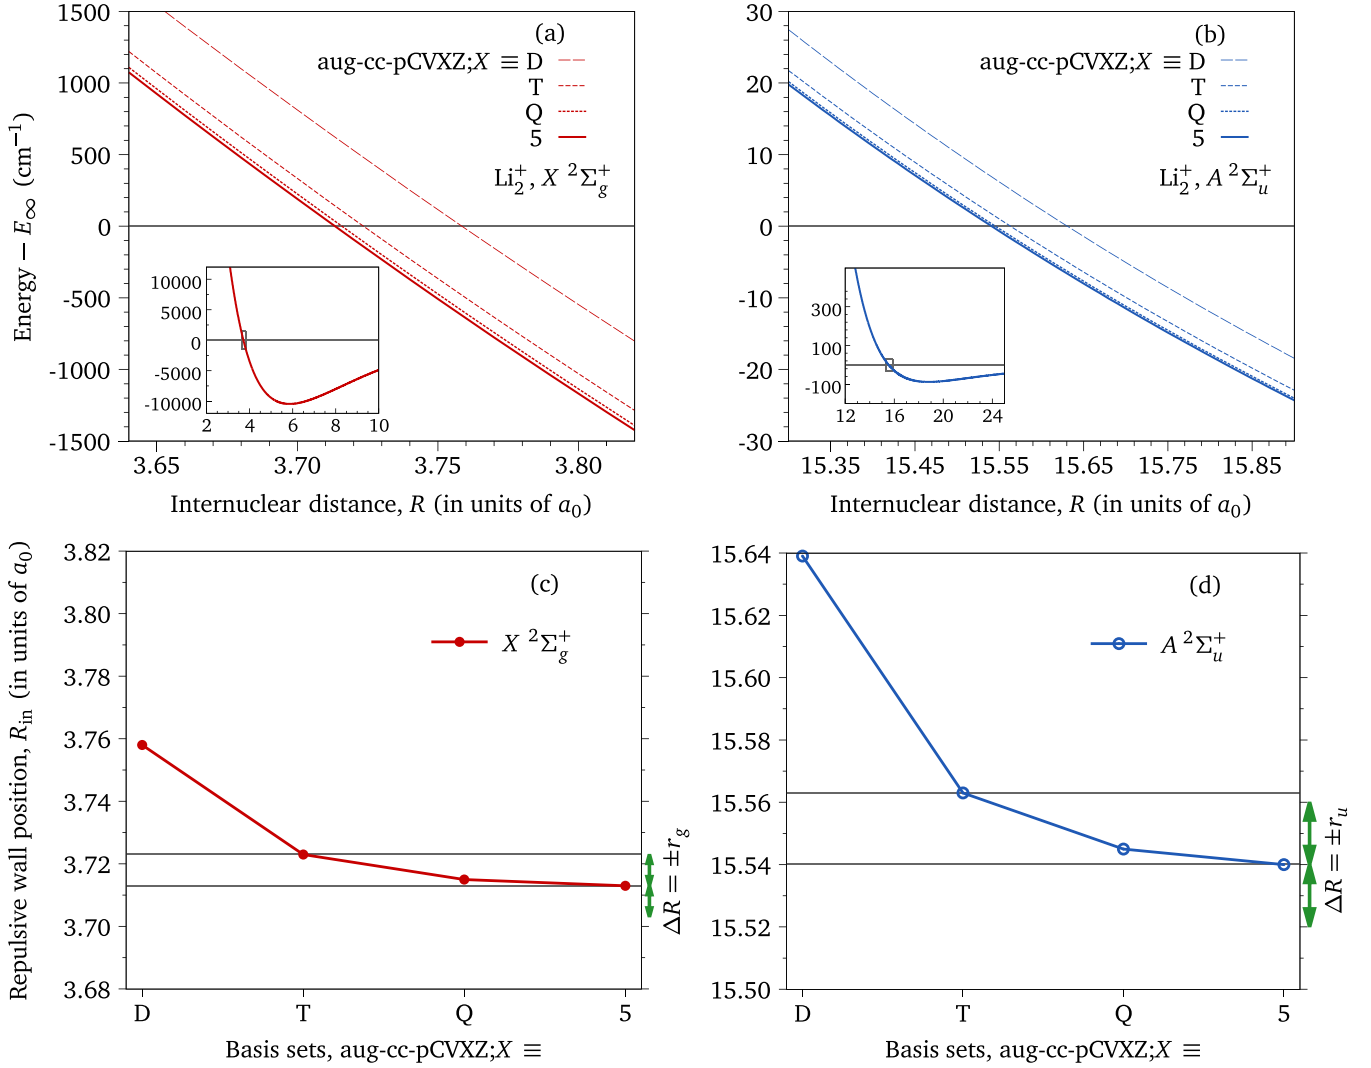 Energy − E∞ (cm⁻¹)
1500
1000
500
0
-500
-1000
-1500
(a)
aug-cc-pCVXZ;X ≡ D
T
Q
5
Li₂⁺, X ²Σg⁺
10000
5000
0
-5000
-10000
2 4 6 8 10
3.65 3.70 3.75 3.80
Internuclear distance, R (in units of a₀)
30
20
10
0
-10
-20
-30
(b)
aug-cc-pCVXZ;X ≡ D
T
Q
5
Li₂⁺, A ²Σu⁺
300
100
-100
12 16 20 25
15.35 15.45 15.55 15.65 15.75 15.85
Internuclear distance, R (in units of a₀)
Repulsive wall position, Rin (in units of a₀)
3.82
3.80
3.78
3.76
3.74
3.72
3.70
3.68
(c)
X ²Σg⁺
ΔR = ±rg
D T Q 5
Basis sets, aug-cc-pCVXZ;X ≡
15.64
15.62
15.60
15.58
15.56
15.54
15.52
15.50
(d)
A ²Σu⁺
ΔR = ±ru
D T Q 5
Basis sets, aug-cc-pCVXZ;X ≡